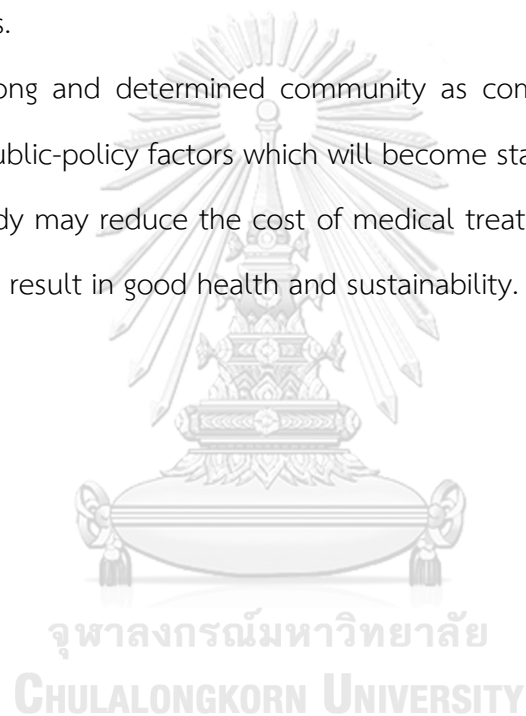 s.
ong and determined community as con
ublic-policy factors which will become sta
dy may reduce the cost of medical treat
result in good health and sustainability.
จุฬาลงกรณ์มหาวิทยาลัย
CHULALONGKORN UNIVERSITY